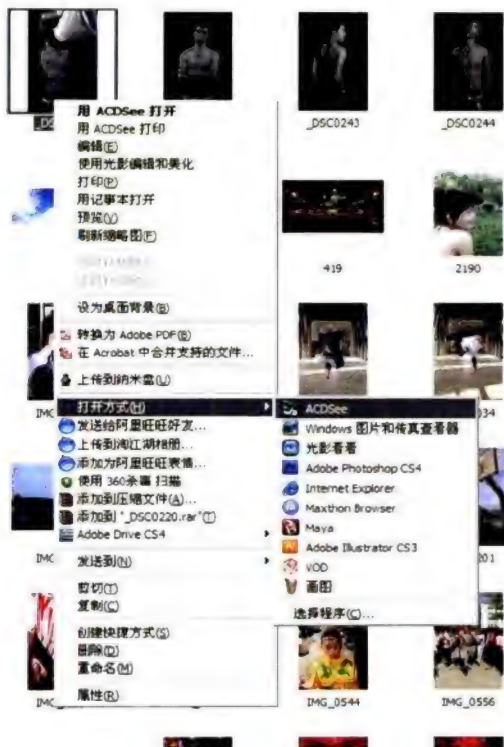 _DSC0243
_DSC0244
用 ACDSee 打开
用 ACDSee 打印
编辑(E)
使用光影编辑和美化
打印(P)
用记事本打开
预览(V)
刷新缩略图(F)
419
2190
设为桌面背景(B)
转换为 Adobe PDF(B)
在 Acrobat 中合并支持的文件...
上传到纳米盘(U)
打开方式(H)
ACDSee
发送给阿里旺旺好友...
Windows 图片和传真查看器
上传到淘江湖相册...
光影看看
添加为阿里旺旺表情...
Adobe Photoshop CS4
使用 360杀毒 扫描
Internet Explorer
添加到压缩文件(A)...
Maxthon Browser
添加到 "_DSC0220.rar"(T)
Maya
Adobe Drive CS4
Adobe Illustrator CS3
发送到(N)
VOD
画图
剪切(T)
选择程序(C)...
复制(C)
创建快捷方式(S)
删除(D)
重命名(M)
属性(R)
IMG_0544
IMG_0556